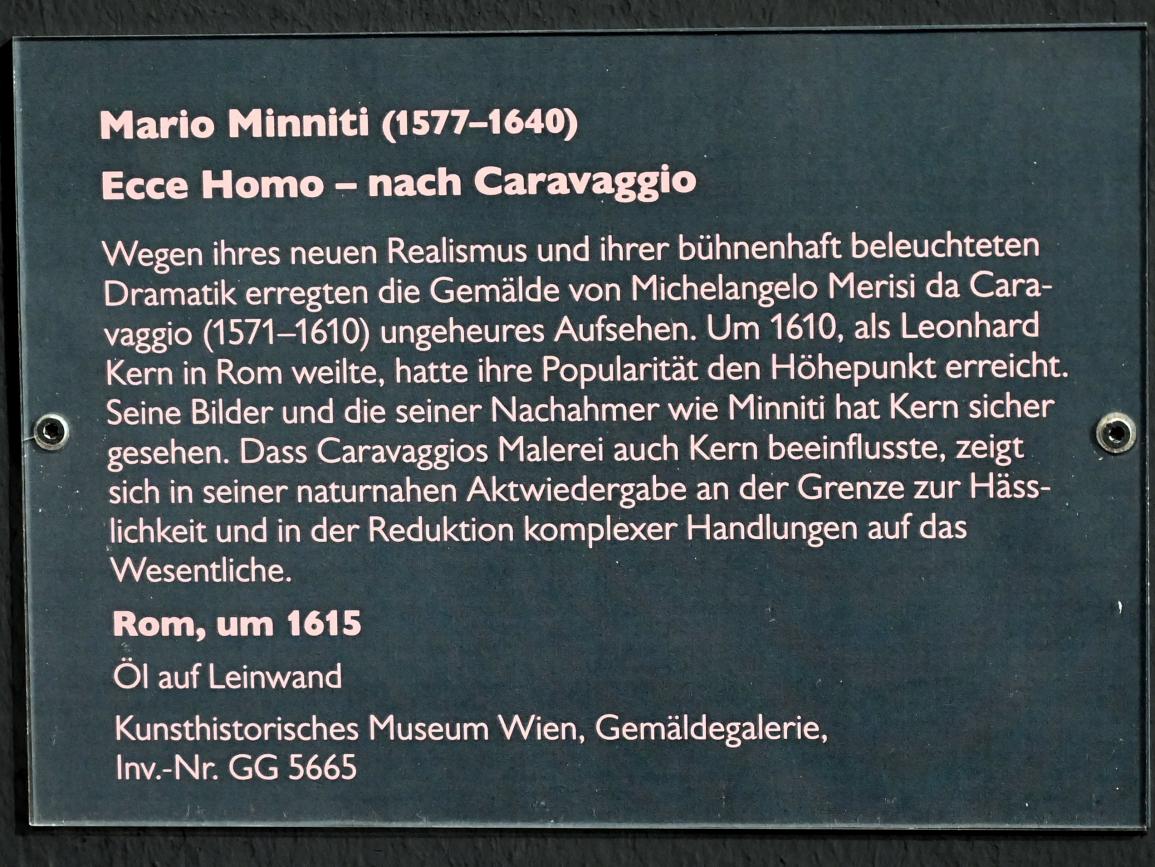 Mario Minniti (1577–1640)
Ecce Homo – nach Caravaggio
Wegen ihres neuen Realismus und ihrer bühnenhaft beleuchteten
Dramatik erregten die Gemälde von Michelangelo Merisi da Cara-
vaggio (1571–1610) ungeheures Aufsehen. Um 1610, als Leonhard
Kern in Rom weilte, hatte ihre Popularität den Höhepunkt erreicht.
Seine Bilder und die seiner Nachahmer wie Minniti hat Kern sicher
gesehen. Dass Caravaggios Malerei auch Kern beeinflusste, zeigt
sich in seiner naturnahen Aktwiedergabe an der Grenze zur Häss-
lichkeit und in der Reduktion komplexer Handlungen auf das
Wesentliche.
Rom, um 1615
Öl auf Leinwand
Kunsthistorisches Museum Wien, Gemäldegalerie,
Inv.-Nr. GG 5665